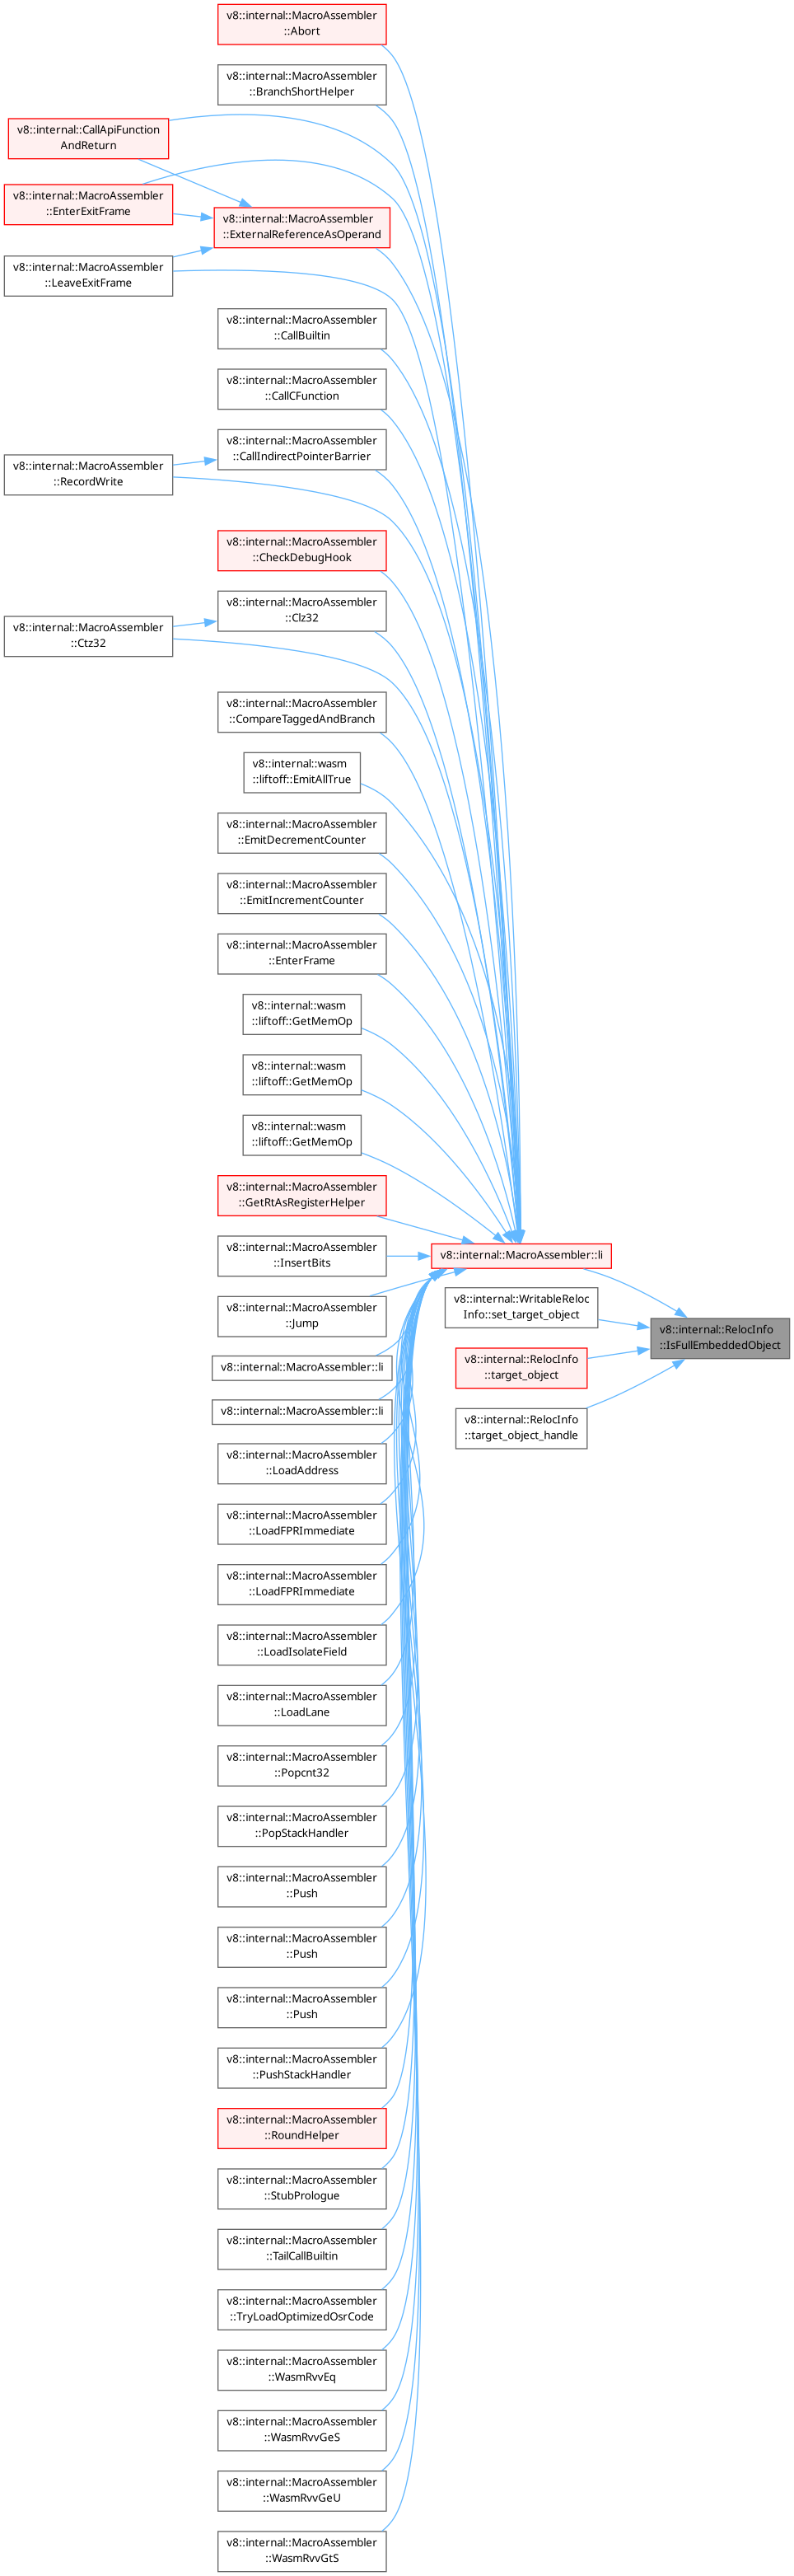 v8::internal::MacroAssembler
::Abort
v8::internal::MacroAssembler
::BranchShortHelper
v8::internal::CallApiFunction
AndReturn
v8::internal::MacroAssembler
::EnterExitFrame
v8::internal::MacroAssembler
::ExternalReferenceAsOperand
v8::internal::MacroAssembler
::LeaveExitFrame
v8::internal::MacroAssembler
::CallBuiltin
v8::internal::MacroAssembler
::CallCFunction
v8::internal::MacroAssembler
::CallIndirectPointerBarrier
v8::internal::MacroAssembler
::RecordWrite
v8::internal::MacroAssembler
::CheckDebugHook
v8::internal::MacroAssembler
::Clz32
v8::internal::MacroAssembler
::Ctz32
v8::internal::MacroAssembler
::CompareTaggedAndBranch
v8::internal::wasm
::liftoff::EmitAllTrue
v8::internal::MacroAssembler
::EmitDecrementCounter
v8::internal::MacroAssembler
::EmitIncrementCounter
v8::internal::MacroAssembler
::EnterFrame
v8::internal::wasm
::liftoff::GetMemOp
v8::internal::wasm
::liftoff::GetMemOp
v8::internal::wasm
::liftoff::GetMemOp
v8::internal::MacroAssembler
::GetRtAsRegisterHelper
v8::internal::MacroAssembler
::InsertBits
v8::internal::MacroAssembler::li
v8::internal::MacroAssembler
::Jump
v8::internal::WritableReloc
Info::set_target_object
v8::internal::RelocInfo
::IsFullEmbeddedObject
v8::internal::MacroAssembler::li
v8::internal::RelocInfo
::target_object
v8::internal::MacroAssembler::li
v8::internal::RelocInfo
::target_object_handle
v8::internal::MacroAssembler
::LoadAddress
v8::internal::MacroAssembler
::LoadFPRImmediate
v8::internal::MacroAssembler
::LoadFPRImmediate
v8::internal::MacroAssembler
::LoadIsolateField
v8::internal::MacroAssembler
::LoadLane
v8::internal::MacroAssembler
::Popcnt32
v8::internal::MacroAssembler
::PopStackHandler
v8::internal::MacroAssembler
::Push
v8::internal::MacroAssembler
::Push
v8::internal::MacroAssembler
::Push
v8::internal::MacroAssembler
::PushStackHandler
v8::internal::MacroAssembler
::RoundHelper
v8::internal::MacroAssembler
::StubPrologue
v8::internal::MacroAssembler
::TailCallBuiltin
v8::internal::MacroAssembler
::TryLoadOptimizedOsrCode
v8::internal::MacroAssembler
::WasmRvvEq
v8::internal::MacroAssembler
::WasmRvvGeS
v8::internal::MacroAssembler
::WasmRvvGeU
v8::internal::MacroAssembler
::WasmRvvGtS